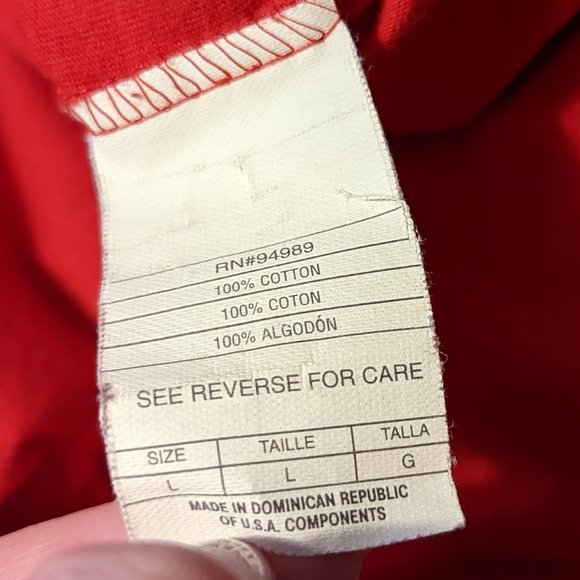 RN#94989
100% COTTON
100% COTON
100% ALGODÓN
SEE REVERSE FOR CARE
SIZE TAILLE TALLA
L L G
MADE IN DOMINICAN REPUBLIC
OF U.S.A. COMPONENTS